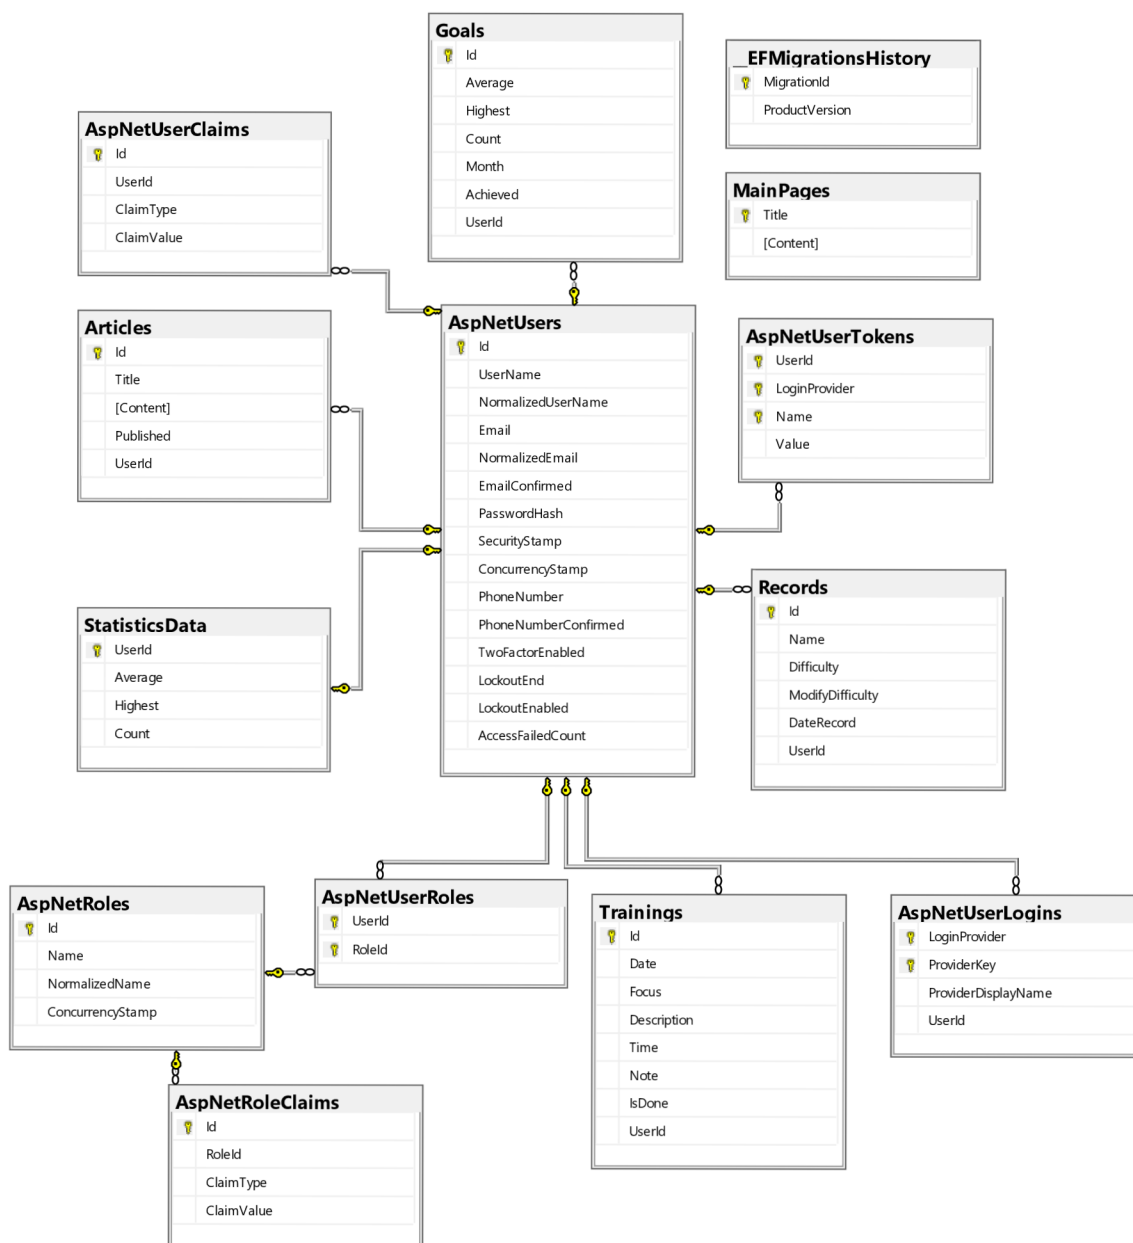 Goals
Id
Average
Highest
Count
Month
Achieved
UserId
__EFMigrationsHistory
MigrationId
ProductVersion
AspNetUserClaims
Id
UserId
ClaimType
ClaimValue
MainPages
Title
[Content]
Articles
Id
Title
[Content]
Published
UserId
AspNetUsers
Id
UserName
NormalizedUserName
Email
NormalizedEmail
EmailConfirmed
PasswordHash
SecurityStamp
ConcurrencyStamp
PhoneNumber
PhoneNumberConfirmed
TwoFactorEnabled
LockoutEnd
LockoutEnabled
AccessFailedCount
AspNetUserTokens
UserId
LoginProvider
Name
Value
StatisticsData
UserId
Average
Highest
Count
Records
Id
Name
Difficulty
ModifyDifficulty
DateRecord
UserId
AspNetRoles
Id
Name
NormalizedName
ConcurrencyStamp
AspNetUserRoles
UserId
RoleId
Trainings
Id
Date
Focus
Description
Time
Note
IsDone
UserId
AspNetUserLogins
LoginProvider
ProviderKey
ProviderDisplayName
UserId
AspNetRoleClaims
Id
RoleId
ClaimType
ClaimValue